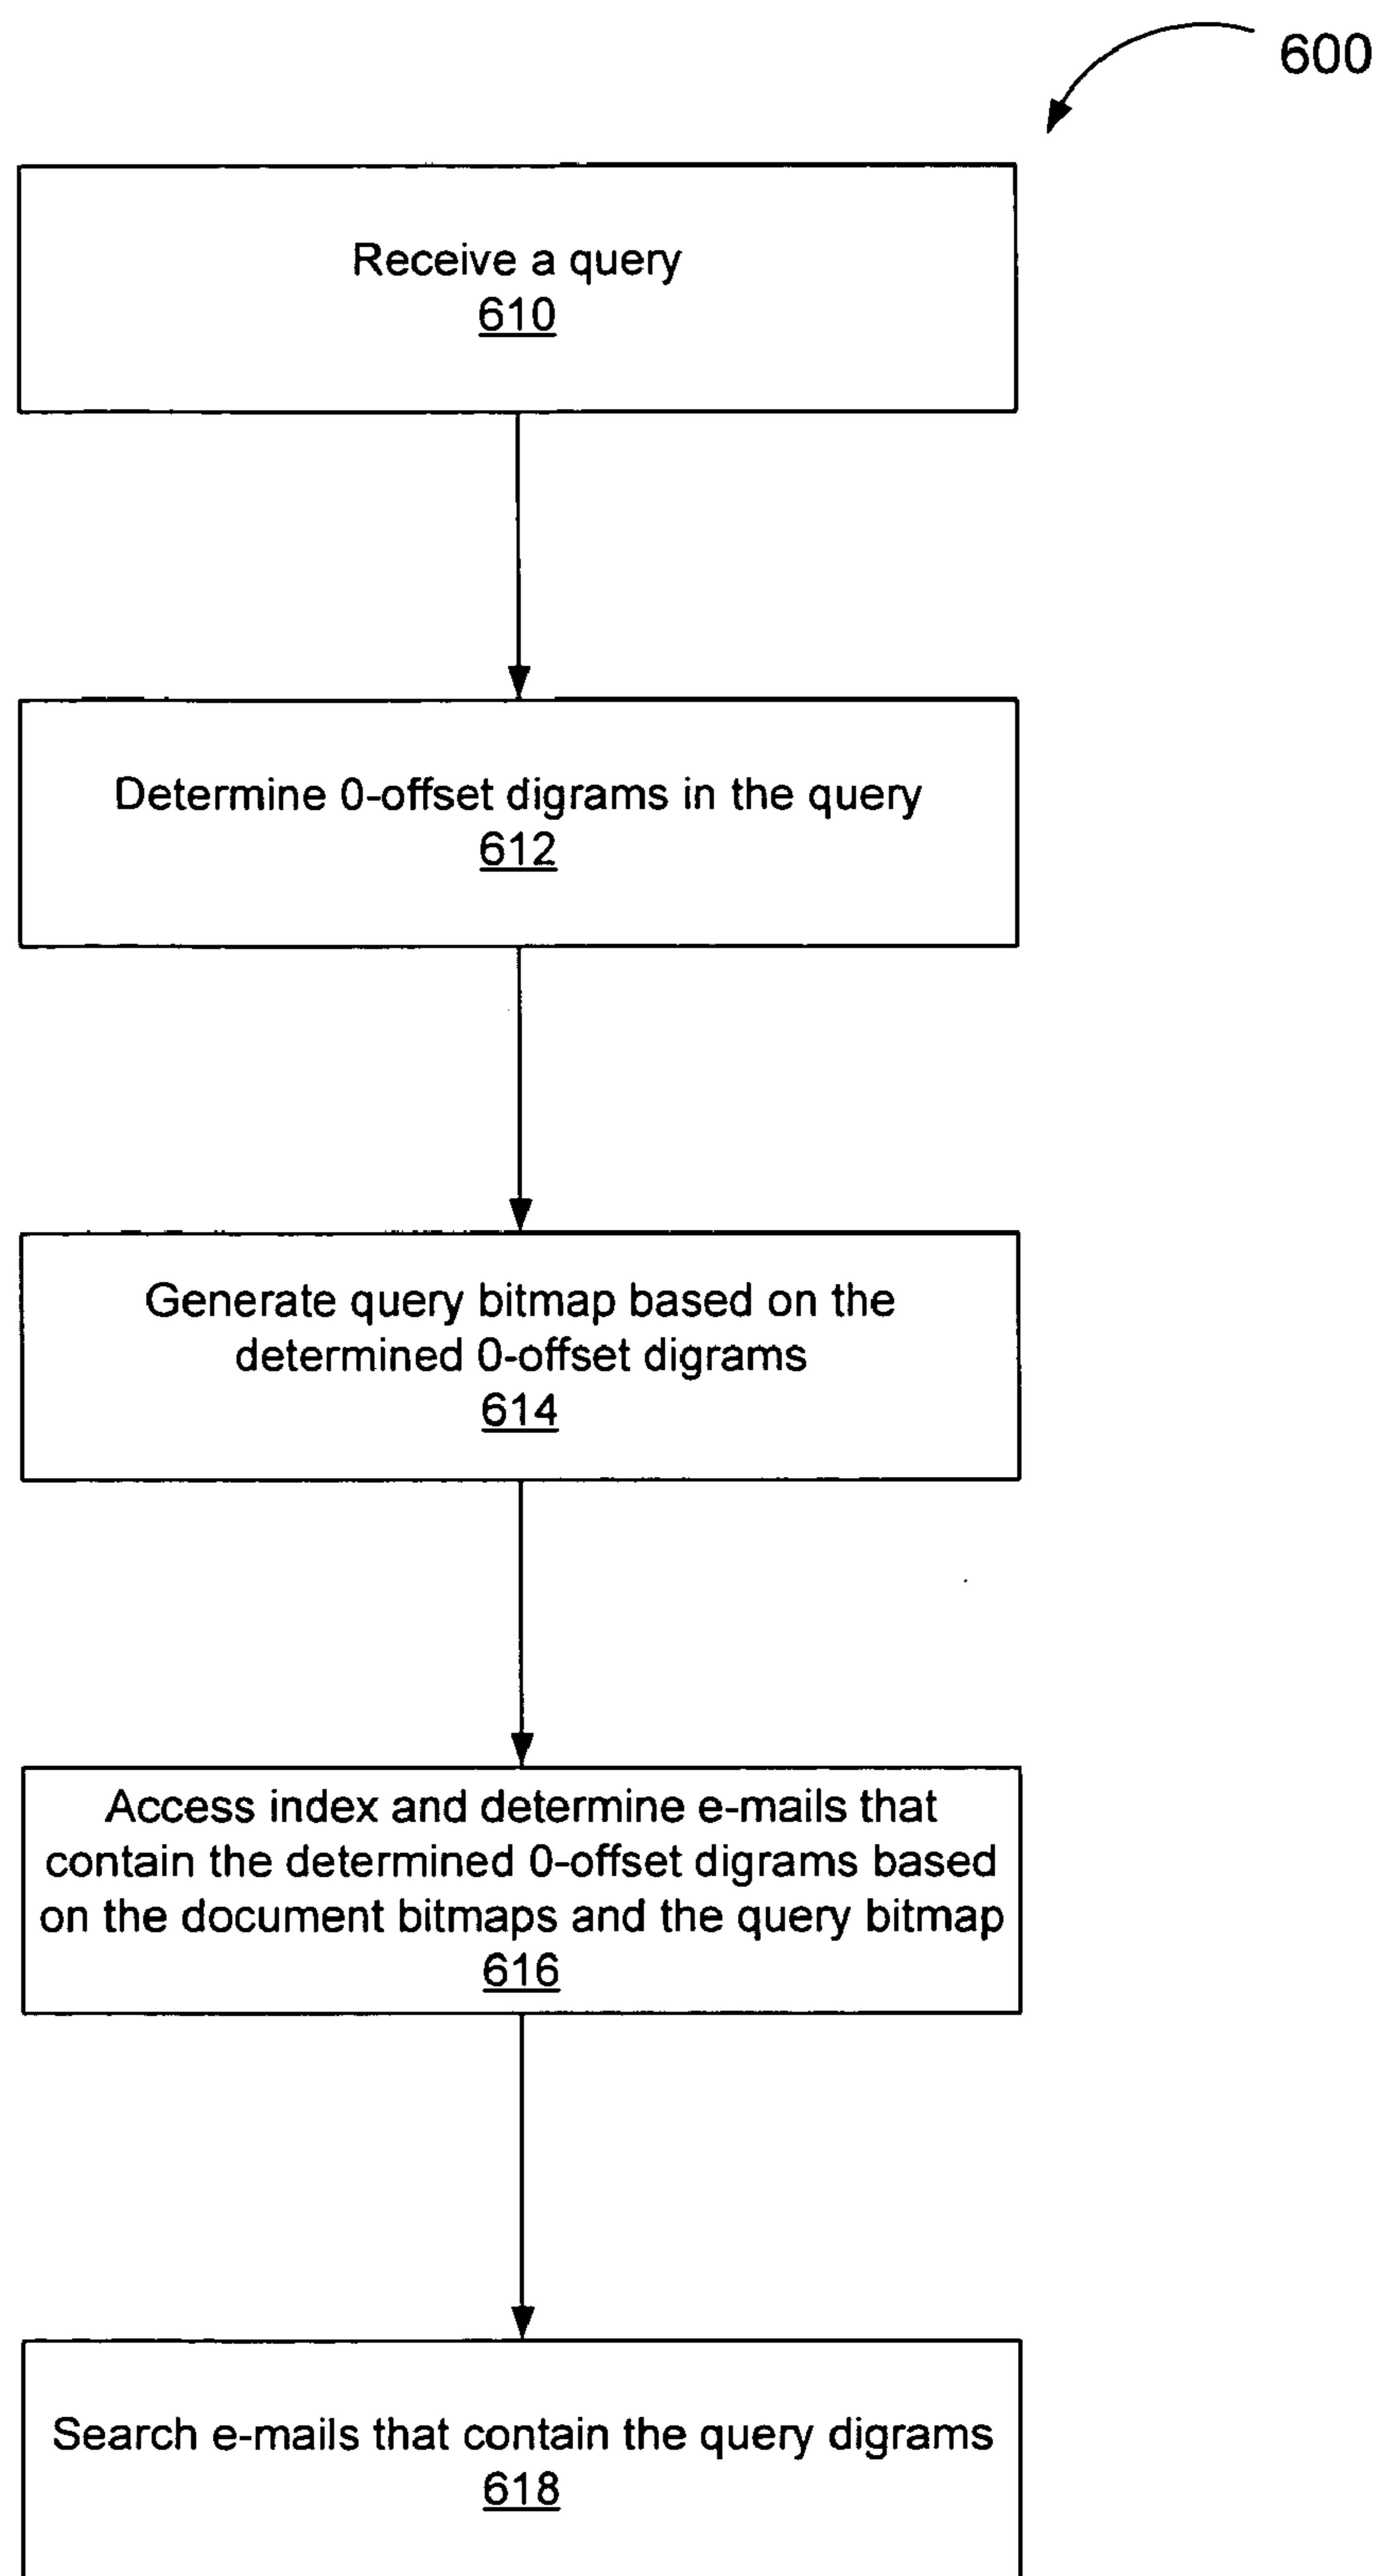 600
Receive a query
610
Determine 0-offset digrams in the query
612
Generate query bitmap based on the
determined 0-offset digrams
614
Access index and determine e-mails that
contain the determined 0-offset digrams based
on the document bitmaps and the query bitmap
616
Search e-mails that contain the query digrams
618